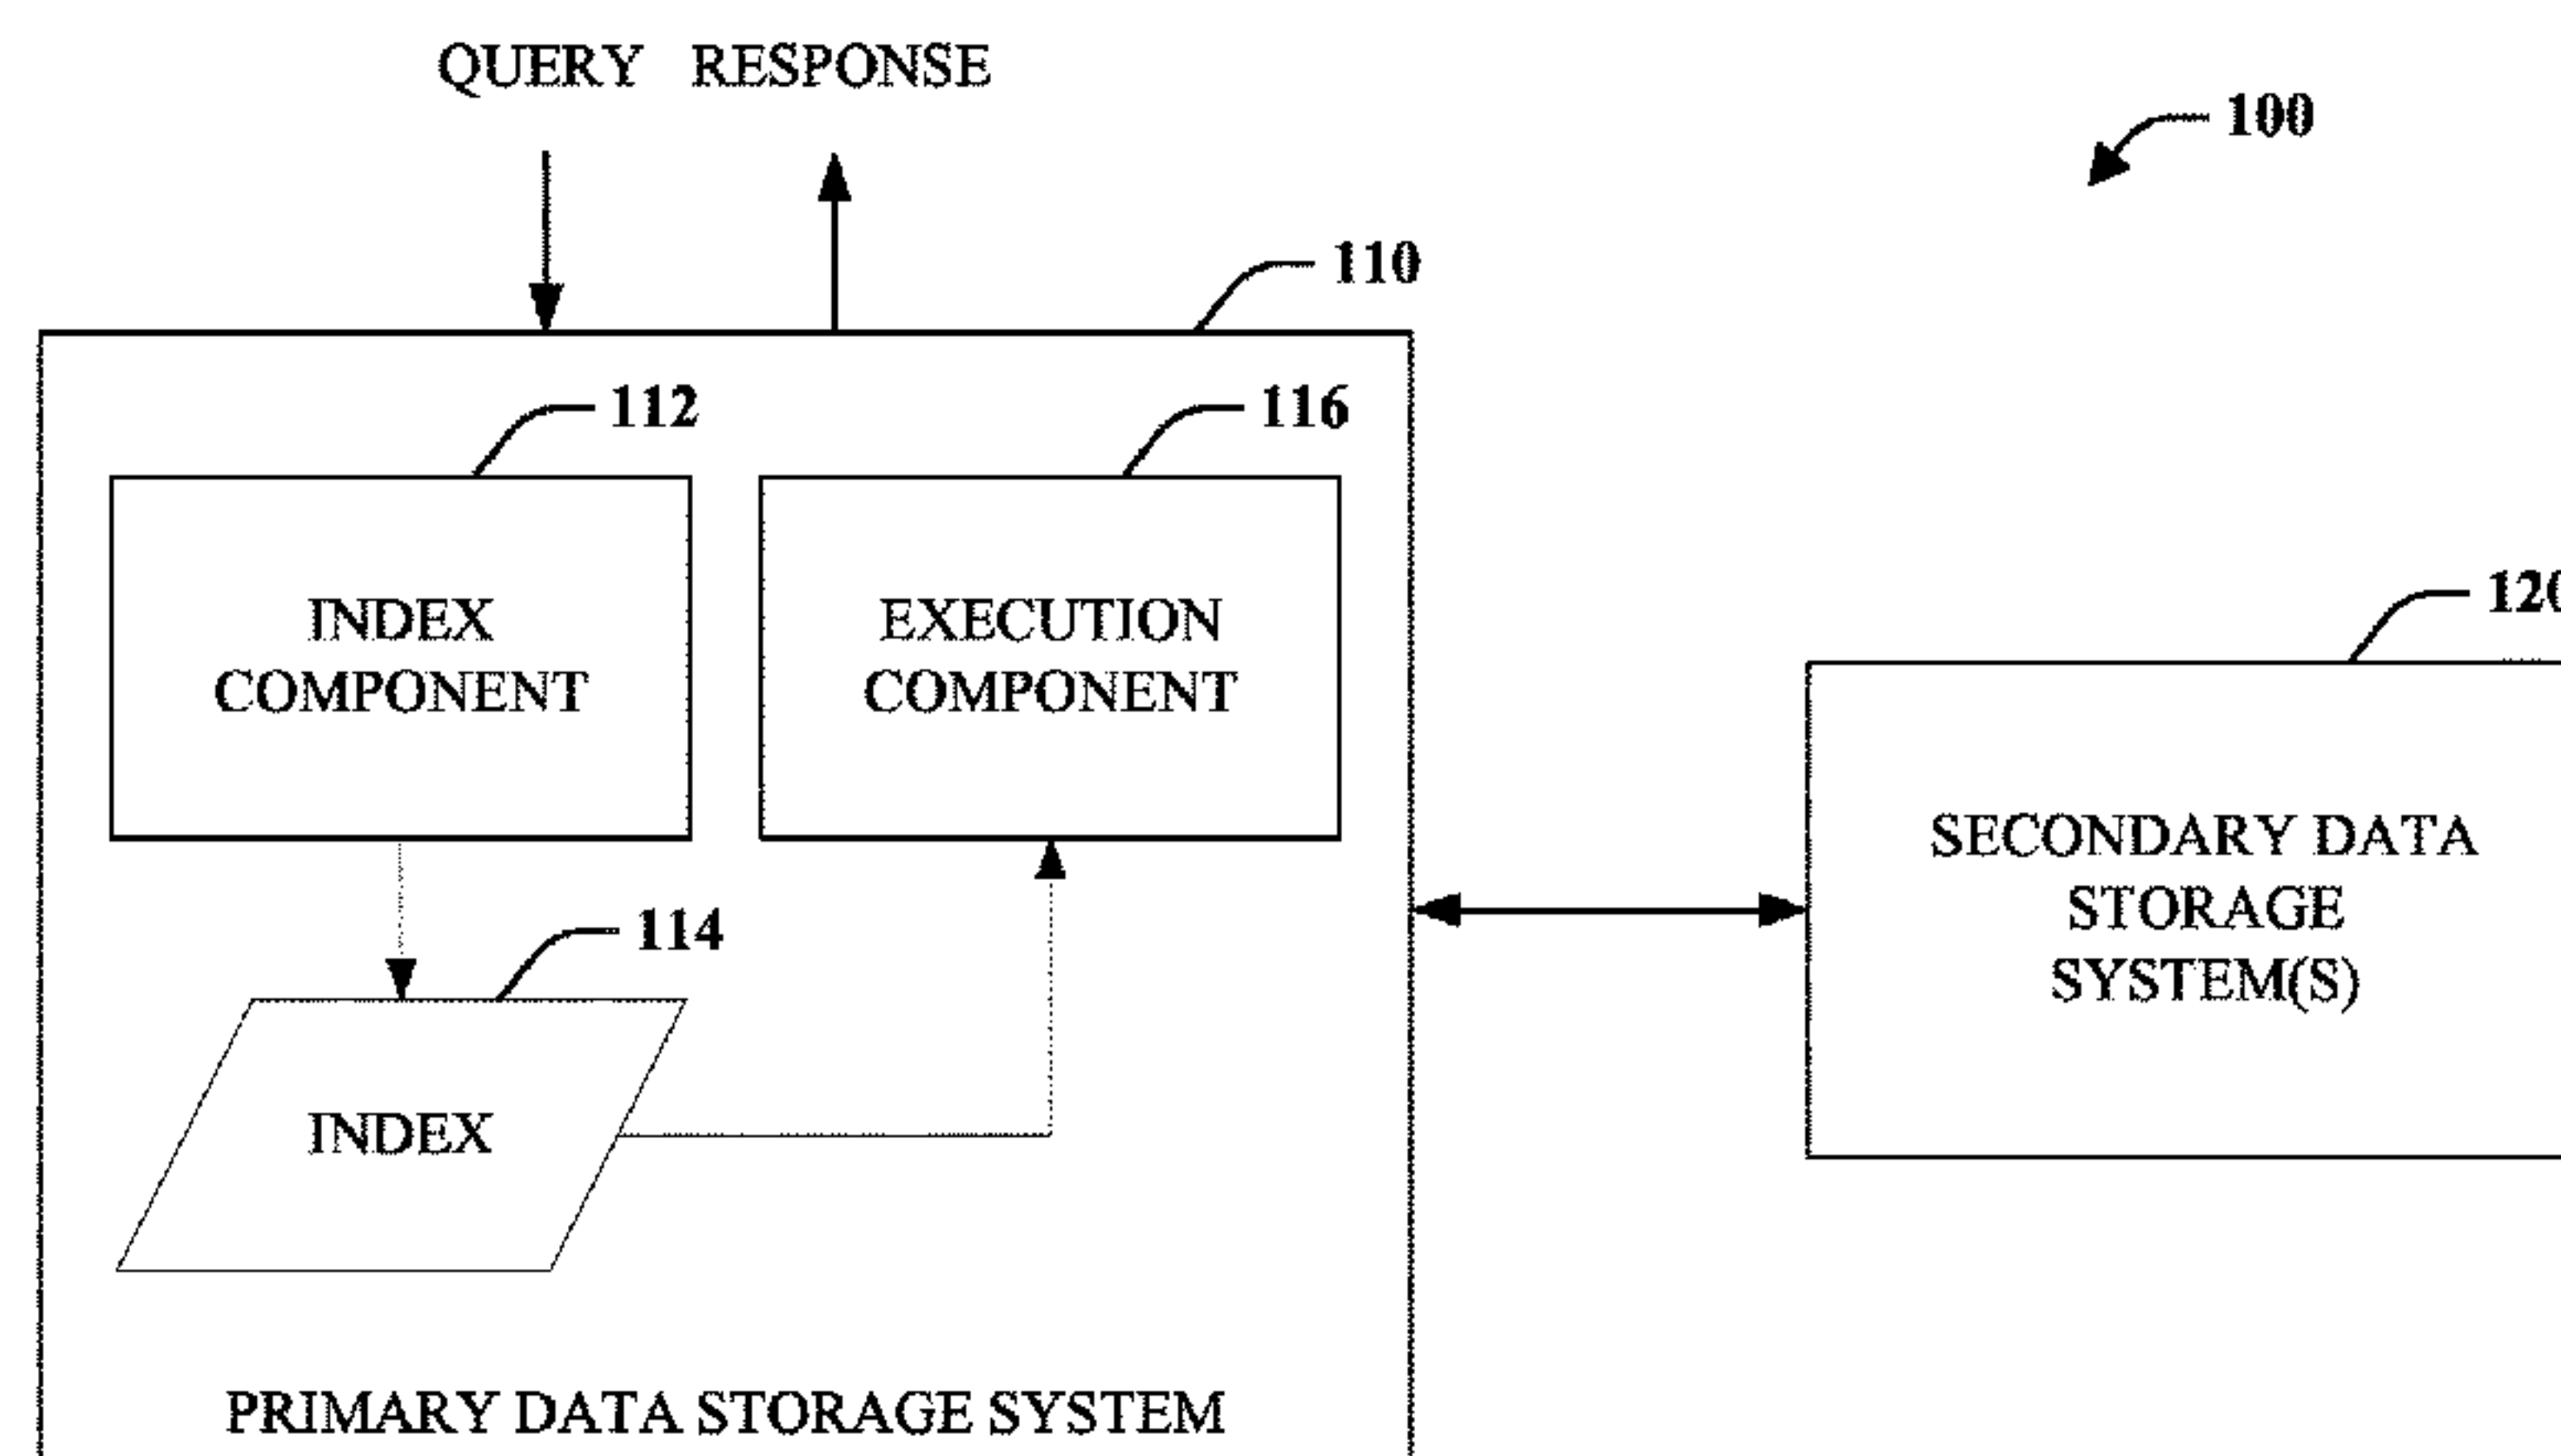 QUERY RESPONSE
100
110
112
116
INDEX
COMPONENT
EXECUTION
COMPONENT
120
114
SECONDARY DATA
STORAGE
SYSTEM(S)
INDEX
PRIMARY DATA STORAGE SYSTEM